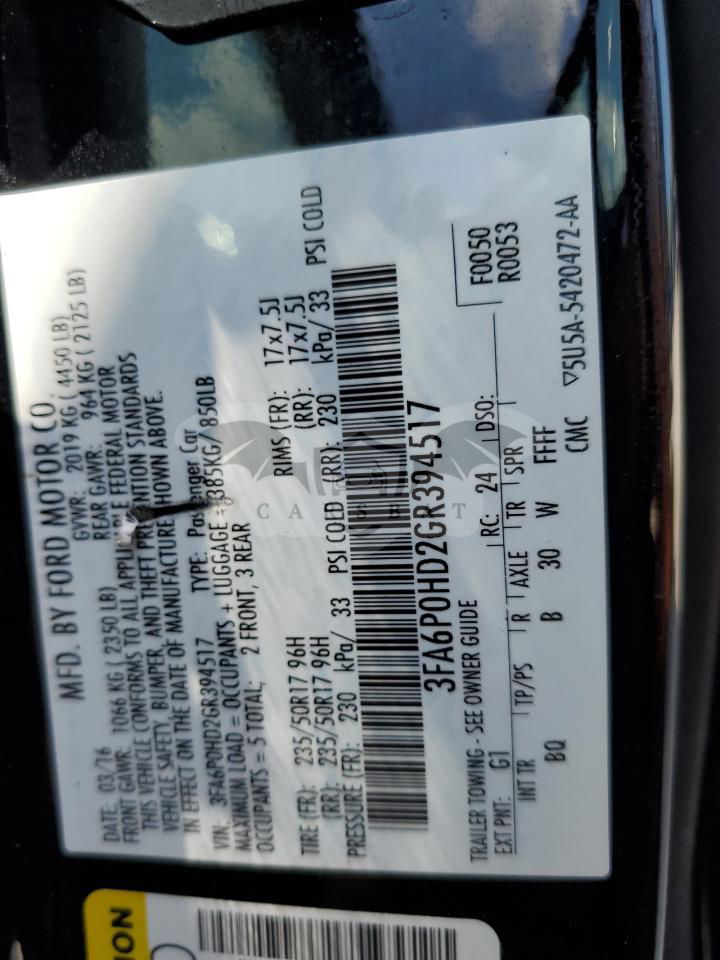 MFD. BY FORD MOTOR CO.
DATE: 03/16 GVWR: 2019 KG ( 4450 LB)
FRONT GAWR: 1066 KG ( 2350 LB) REAR GAWR: 964 KG ( 2125 LB)
THIS VEHICLE CONFORMS TO ALL APPLICABLE FEDERAL MOTOR
VEHICLE SAFETY, BUMPER, AND THEFT PREVENTION STANDARDS
IN EFFECT ON THE DATE OF MANUFACTURE SHOWN ABOVE.
VIN: 3FA6P0HD2GR394517 TYPE: Passenger Car
MAXIMUM LOAD = OCCUPANTS + LUGGAGE = 385KG/ 850LB
OCCUPANTS = 5 TOTAL; 2 FRONT, 3 REAR
TIRE (FR): 235/50R17 96H RIMS (FR): 17x7.5J
(RR): 235/50R17 96H (RR): 17x7.5J
PRESSURE (FR): 230 kPa/ 33 PSI COLD (RR): 230 kPa/ 33 PSI COLD
3FA6P0HD2GR394517
F0050
R0053
TRAILER TOWING - SEE OWNER GUIDE
EXT PNT: G1 RC: 24 DSO:
INT TR TP/PS R AXLE TR SPR
BQ B 30 W FFFF
CMC ▽5U5A-5420472-AA
ION